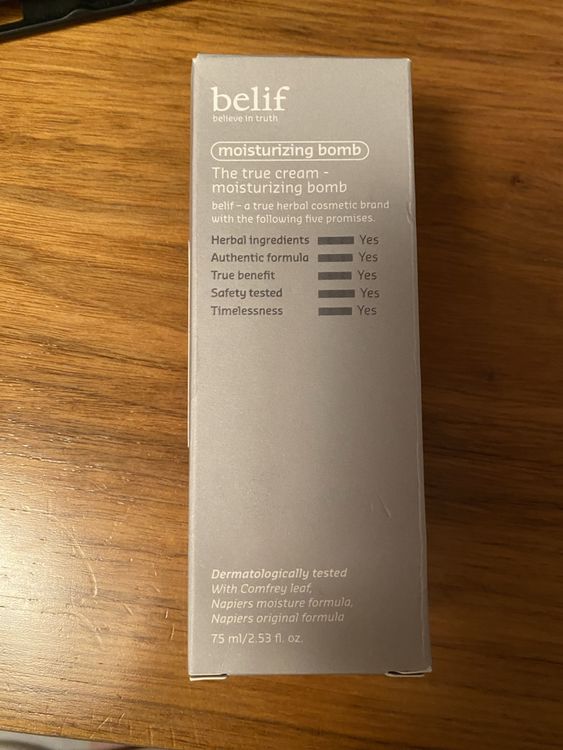 belif
believe in truth
moisturizing bomb
The true cream -
moisturizing bomb
belif – a true herbal cosmetic brand
with the following five promises.
Herbal ingredients Yes
Authentic formula Yes
True benefit Yes
Safety tested Yes
Timelessness Yes
Dermatologically tested
With Comfrey leaf,
Napiers moisture formula,
Napiers original formula
75 ml/2.53 fl. oz.